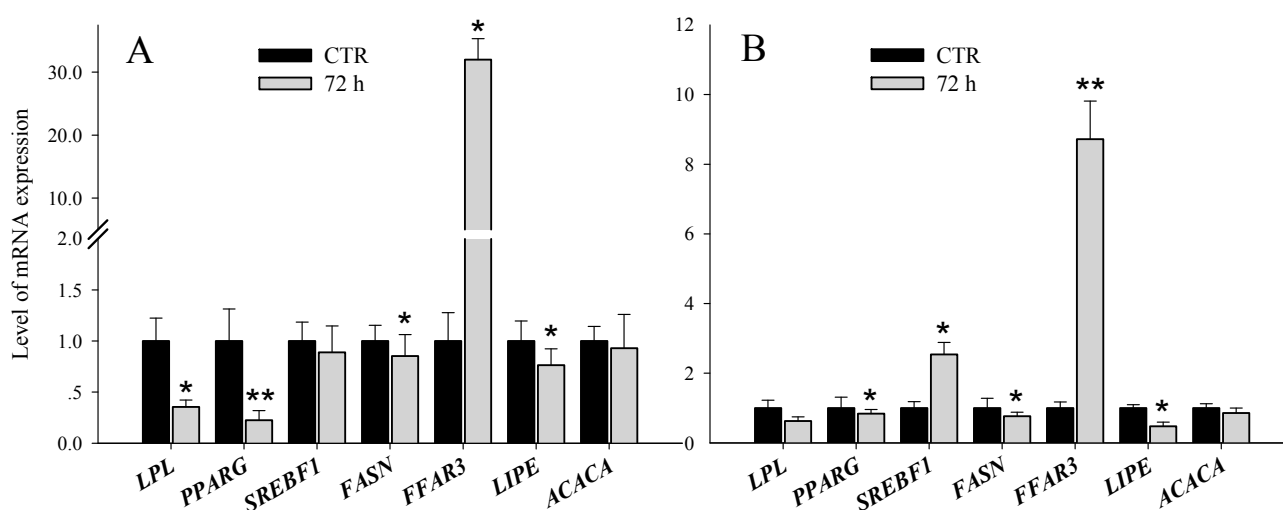 A
CTR
72 h
*
30.0
20.0
10.0
2.0
1.5
1.0
.5
0.0
Level of mRNA expression
*
**
*
*
LPL
PPARG
SREBF1
FASN
FFAR3
LIPE
ACACA
B
CTR
72 h
12
10
8
6
4
2
0
*
*
*
**
*
LPL
PPARG
SREBF1
FASN
FFAR3
LIPE
ACACA